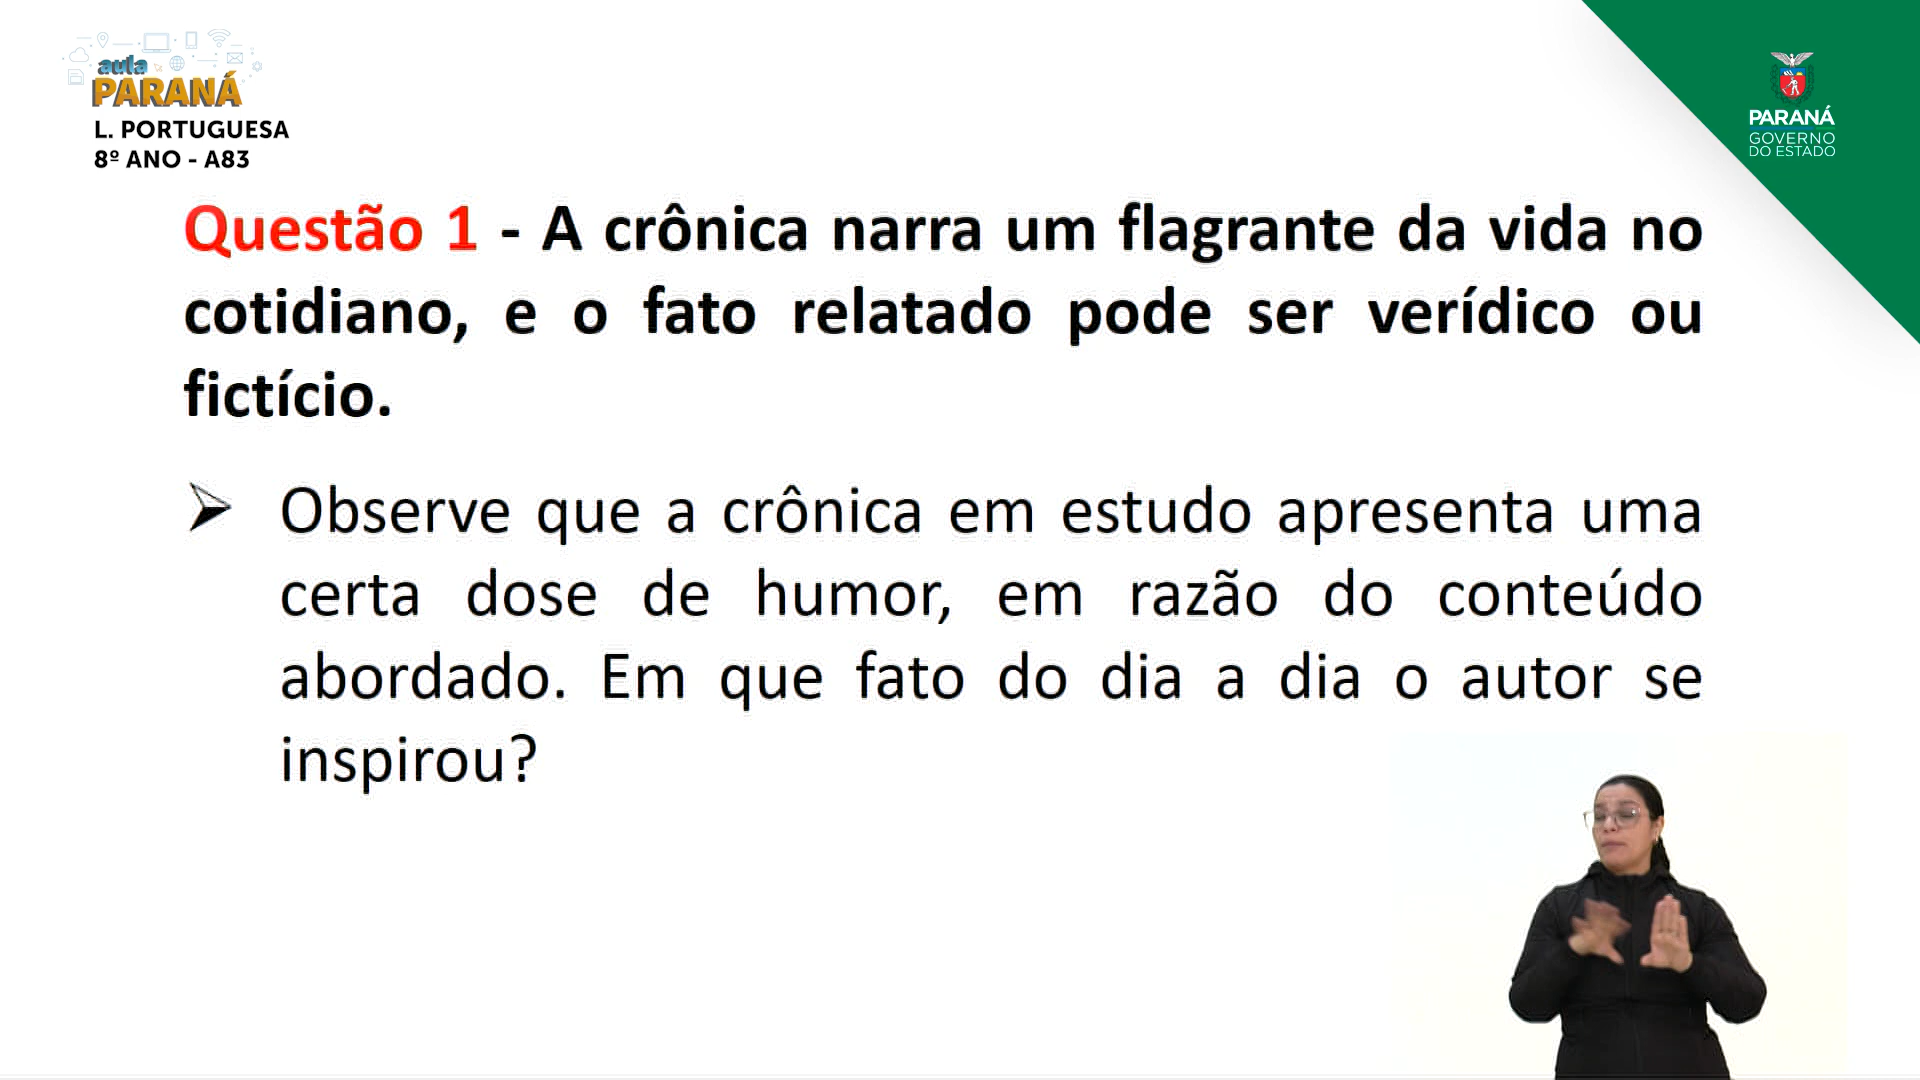 aula
PARANÁ
L. PORTUGUESA
8º ANO - A83
PARANÁ
GOVERNO
DO ESTADO
Questão 1 - A crônica narra um flagrante da vida no
cotidiano, e o fato relatado pode ser verídico ou
fictício.
Observe que a crônica em estudo apresenta uma
certa dose de humor, em razão do conteúdo
abordado. Em que fato do dia a dia o autor se
inspirou?